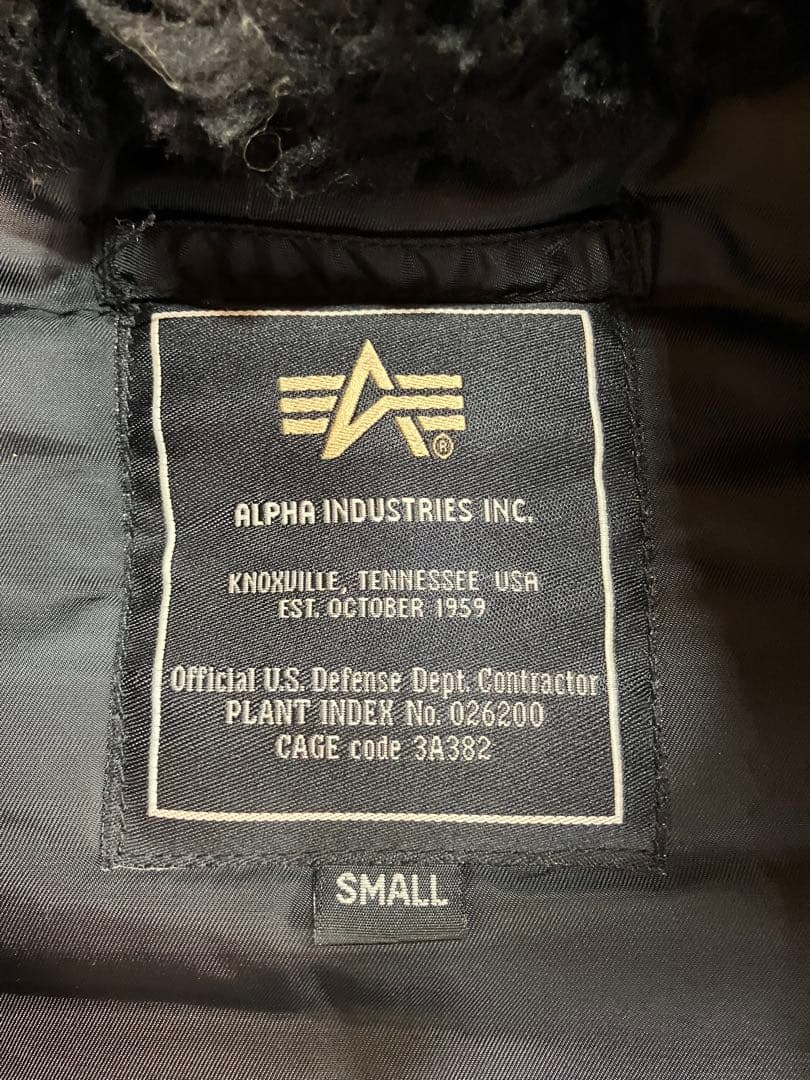 ®
ALPHA INDUSTRIES INC.
KNOXVILLE, TENNESSEE USA
EST. OCTOBER 1959
Official U.S. Defense Dept. Contractor
PLANT INDEX No. 026200
CAGE code 3A382
SMALL